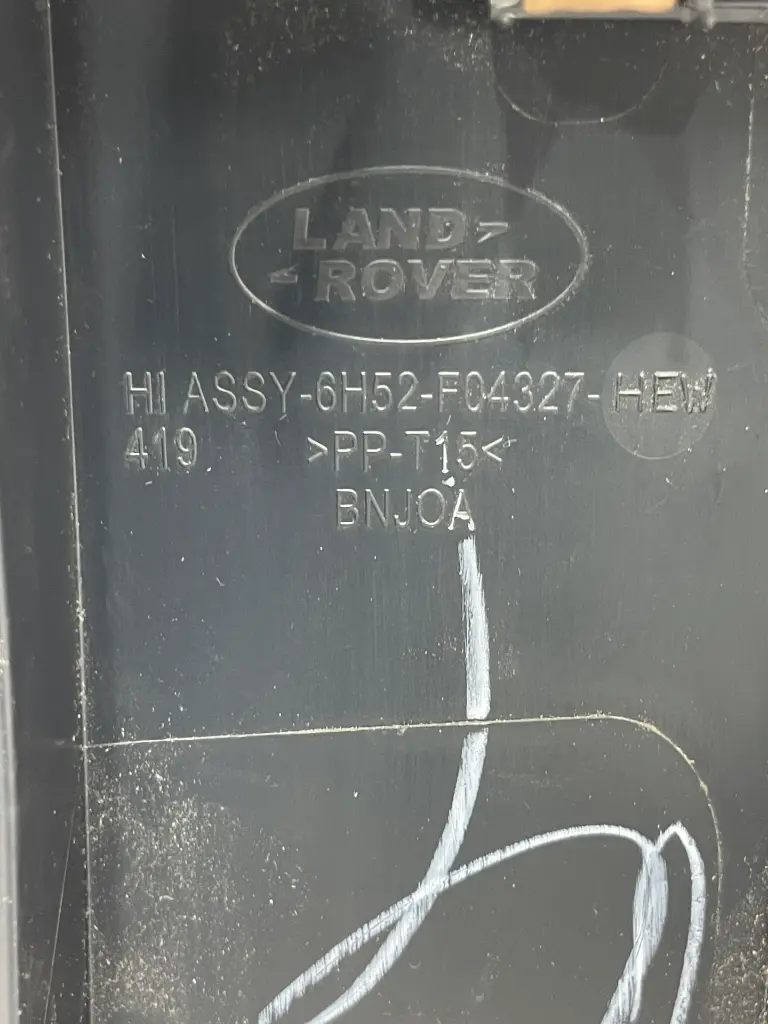 LAND
ROVER
HI ASSY-6H52-F04327-HEW
419 >PP-T15<
BNJOA